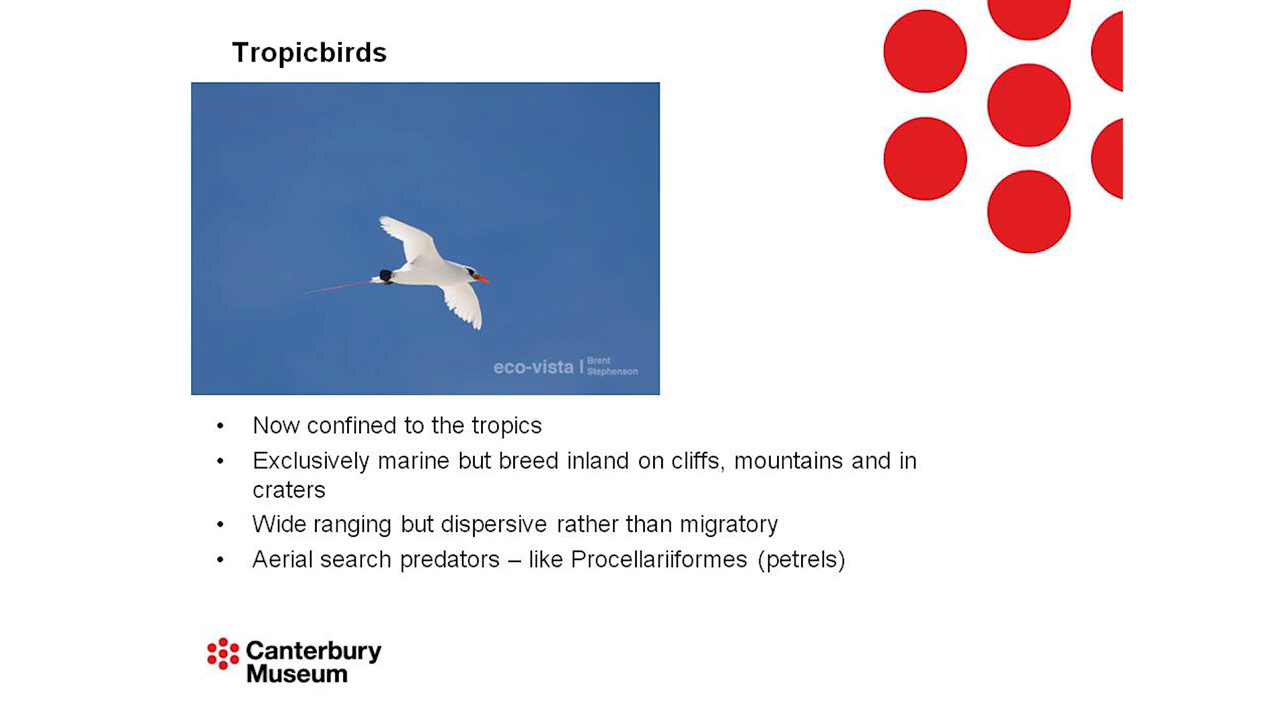 Tropicbirds
eco-vista | Brent
Stephenson
• Now confined to the tropics
• Exclusively marine but breed inland on cliffs, mountains and in
craters
• Wide ranging but dispersive rather than migratory
• Aerial search predators – like Procellariiformes (petrels)
Canterbury
Museum